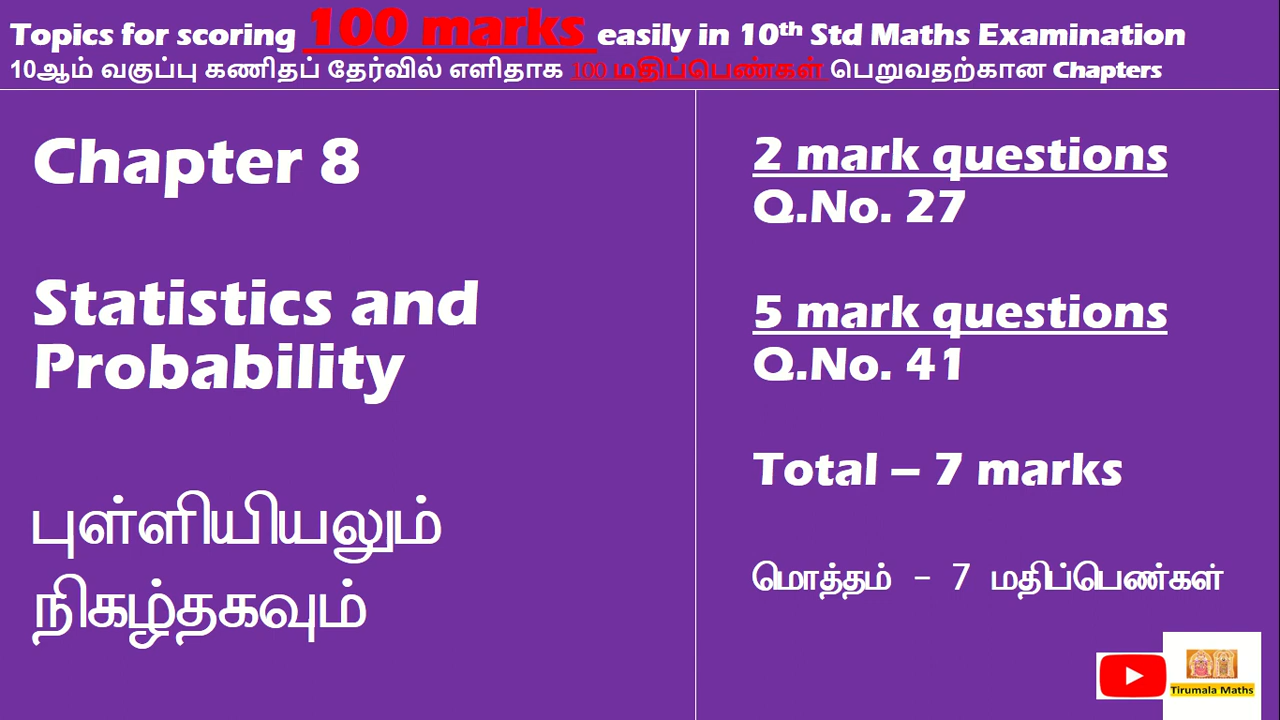 Topics for scoring 100 marks easily in 10th Std Maths Examination
10ஆம் வகுப்பு கணிதப் தேர்வில் எளிதாக 100 மதிப்பெண்கள் பெறுவதற்கான Chapters
Chapter 8
Statistics and
Probability
புள்ளியியலும்
நிகழ்தகவும்
2 mark questions
Q.No. 27
5 mark questions
Q.No. 41
Total – 7 marks
மொத்தம் - 7 மதிப்பெண்கள்
Tirumala Maths